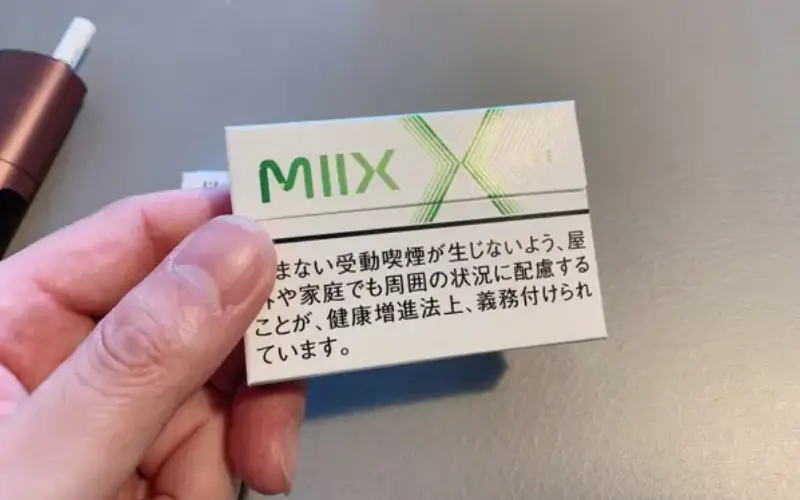 MIIX
まない受動喫煙が生じないよう、屋
や家庭でも周囲の状況に配慮する
ことが、健康増進法上、義務付けられ
ています。